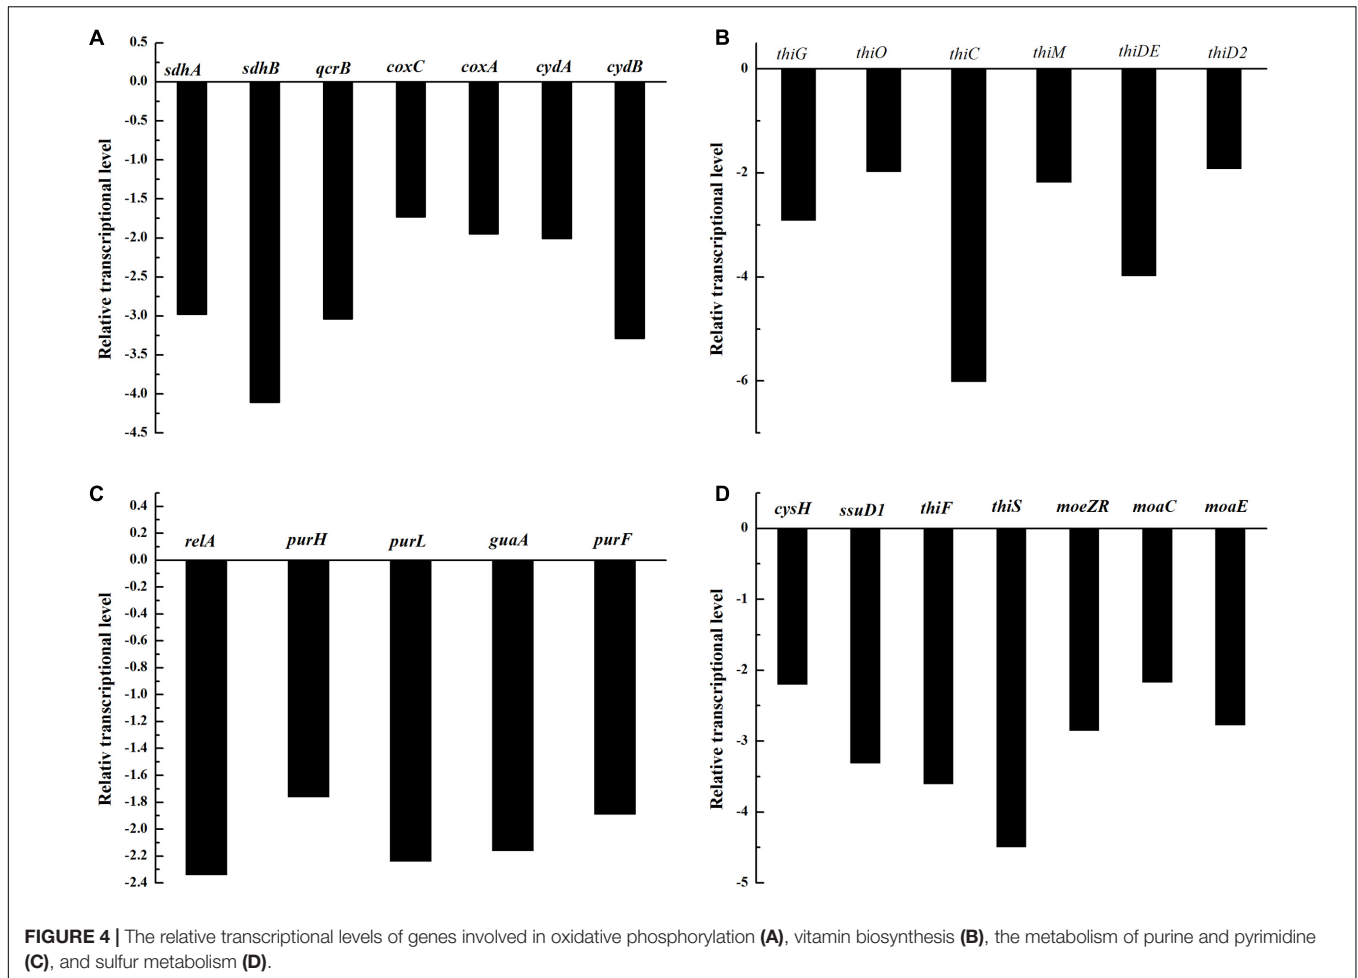 A
0.5
0.0
-0.5
-1.0
-1.5
-2.0
-2.5
-3.0
-3.5
-4.0
-4.5
Relative transcriptional level
sdhA sdhB qcrB coxC coxA cydA cydB
B
0
-2
-4
-6
Relativ transcriptional level
thiG thiO thiC thiM thiDE thiD2
C
0.4
0.2
0.0
-0.2
-0.4
-0.6
-0.8
-1.0
-1.2
-1.4
-1.6
-1.8
-2.0
-2.2
-2.4
Relativ transcriptional level
relA purH purL guaA purF
D
0
-1
-2
-3
-4
-5
Relative transcriptional level
cysH ssuD1 thiF thiS moeZR moaC moaE
FIGURE 4 | The relative transcriptional levels of genes involved in oxidative phosphorylation (A), vitamin biosynthesis (B), the metabolism of purine and pyrimidine
(C), and sulfur metabolism (D).